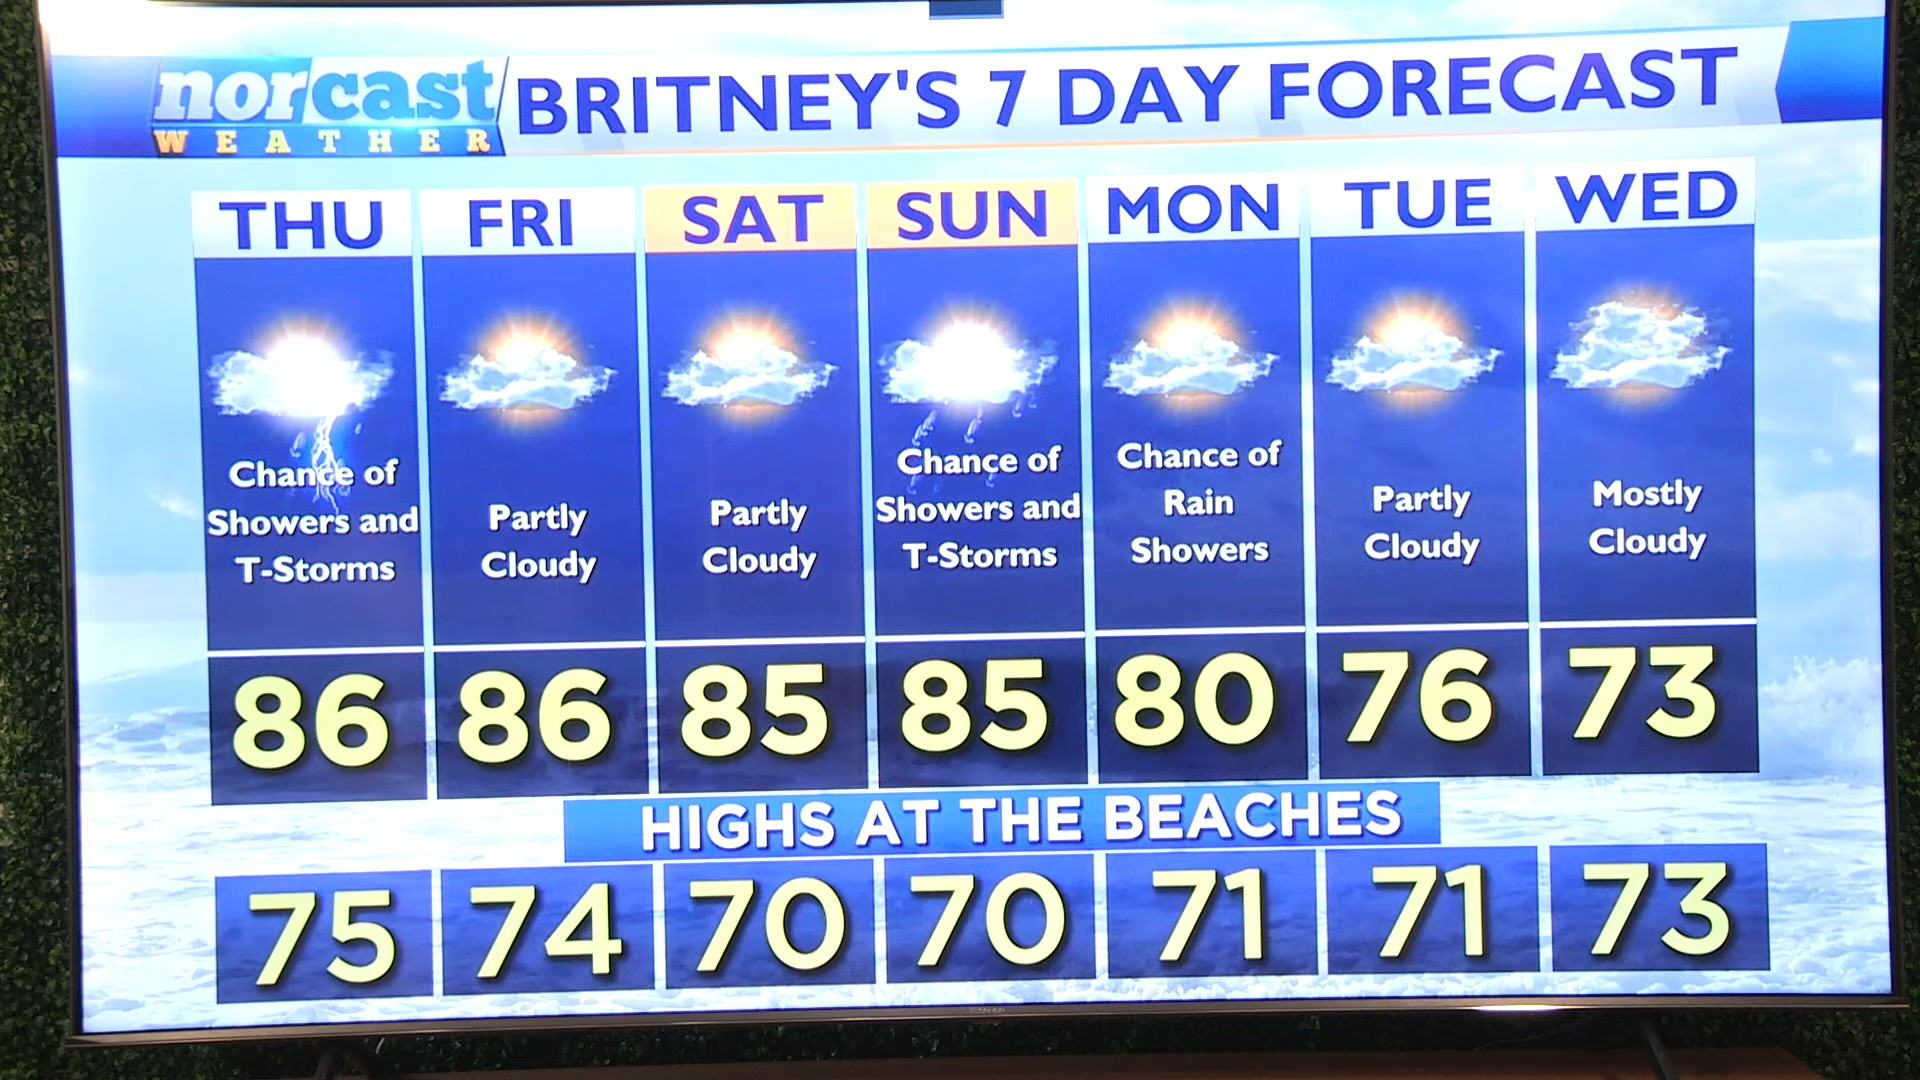 norcast
WEATHER
BRITNEY'S 7 DAY FORECAST
THU FRI SAT SUN MON TUE WED
Chance of
Showers and
T-Storms
Partly
Cloudy
Partly
Cloudy
Chance of
Showers and
T-Storms
Chance of
Rain
Showers
Partly
Cloudy
Mostly
Cloudy
86 86 85 85 80 76 73
HIGHS AT THE BEACHES
75 74 70 70 71 71 73